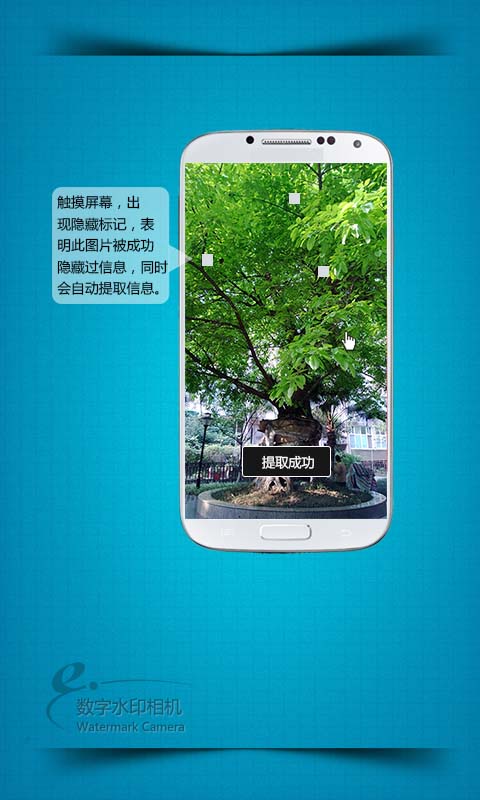 触摸屏幕，出
现隐藏标记，表
明此图片被成功
隐藏过信息，同时
会自动提取信息。
提取成功
数字水印相机
Watermark Camera